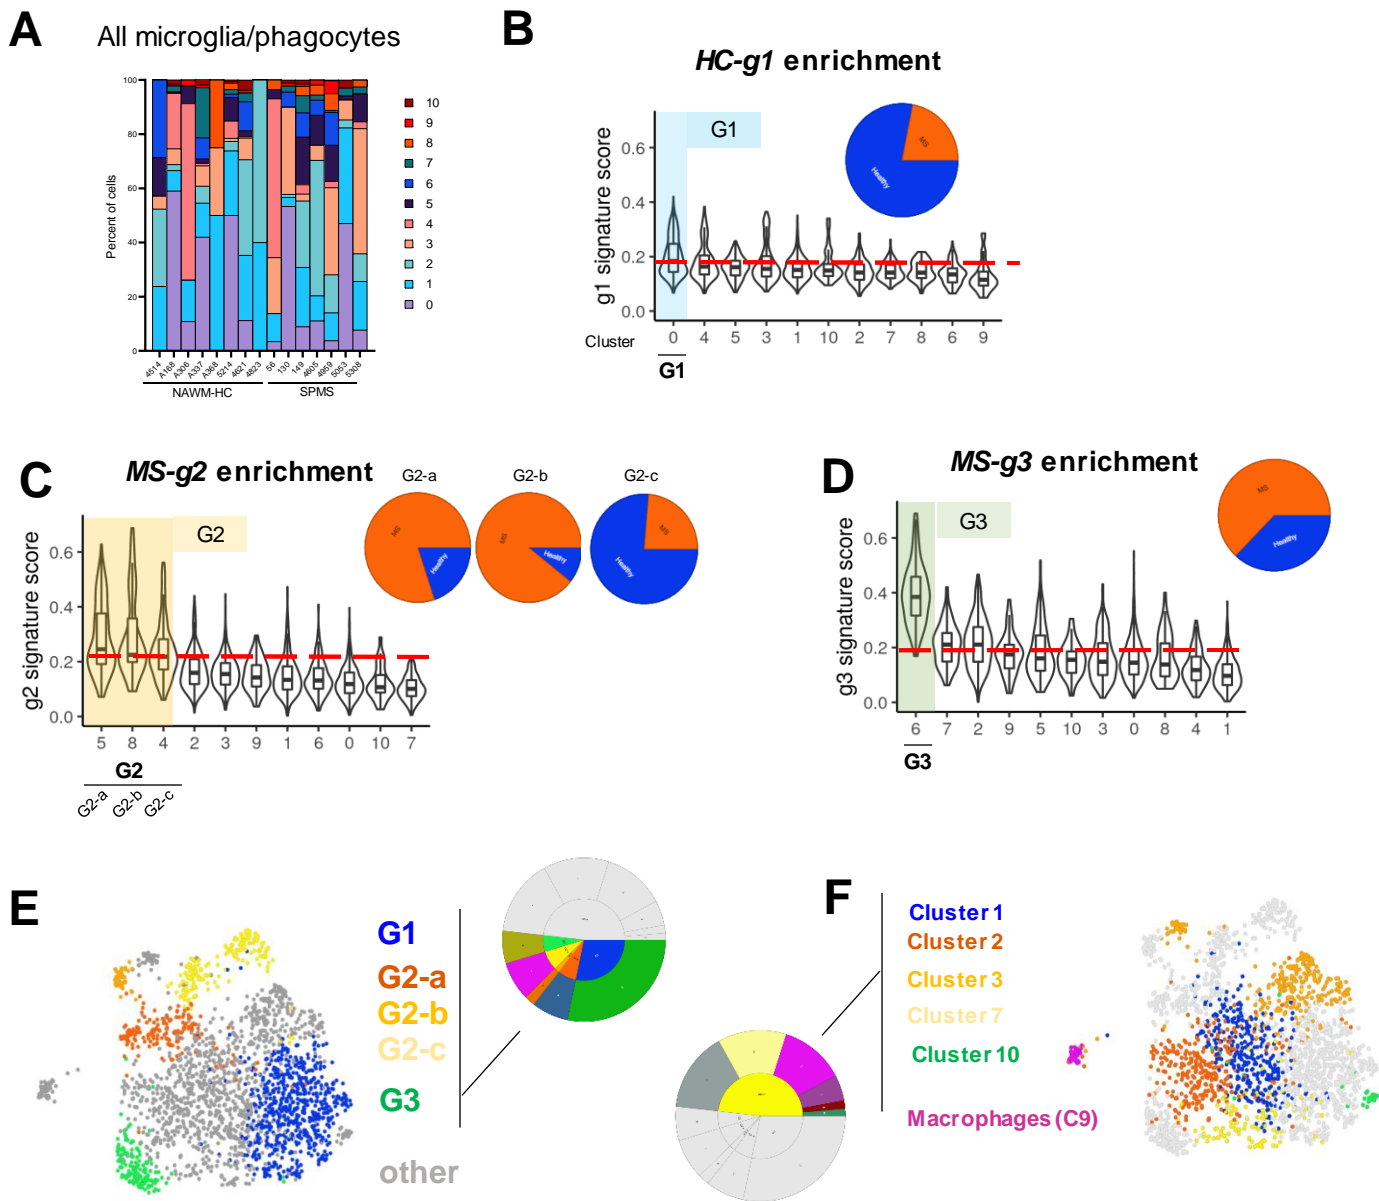 A
All microglia/phagocytes
Percent of cells
100
80
60
40
20
0
10
9
8
7
6
5
4
3
2
1
0
4514
A168
A306
A337
A368
5214
4621
4823
56
130
149
4605
4959
5053
5308
NAWM-HC
SPMS
B
HC-g1 enrichment
G1
MS
Healthy
g1 signature score
0.6
0.4
0.2
0.0
Cluster
0 4 5 3 1 10 2 7 8 6 9
G1
C
MS-g2 enrichment
G2-a
G2-b
G2-c
MS
Healthy
MS
Healthy
MS
Healthy
G2
g2 signature score
0.6
0.4
0.2
0.0
5 8 4 2 3 9 1 6 0 10 7
G2
G2-a
G2-b
G2-c
D
MS-g3 enrichment
MS
Healthy
G3
g3 signature score
0.6
0.4
0.2
0.0
6 7 2 9 5 10 3 0 8 4 1
G3
E
G1
G2-a
G2-b
G2-c
G3
other
F
Cluster 1
Cluster 2
Cluster 3
Cluster 7
Cluster 10
Macrophages (C9)